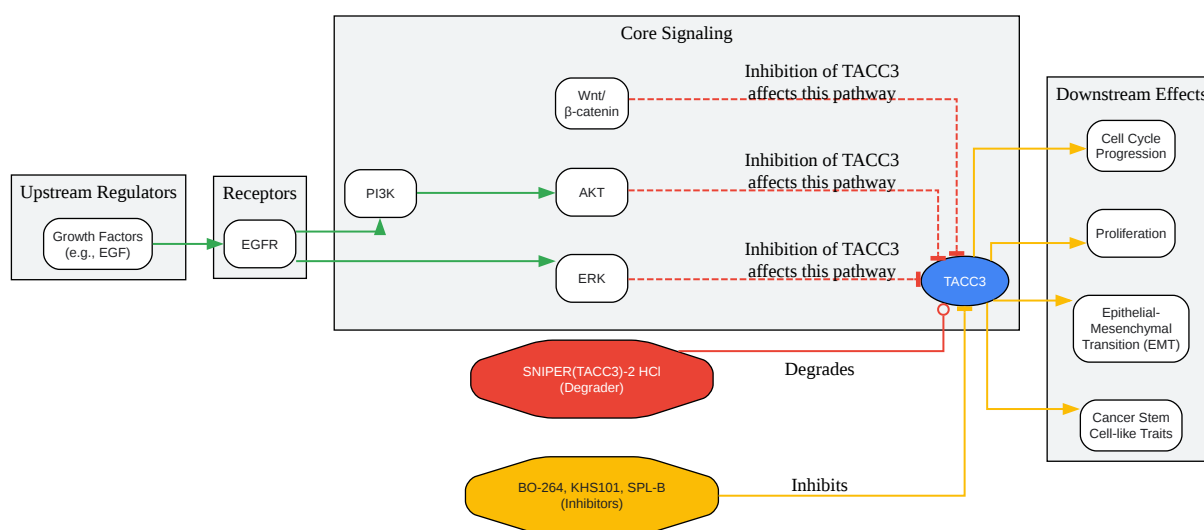 Core Signaling
Inhibition of TACC3
affects this pathway
Wnt/
β-catenin
Downstream Effects
Cell Cycle
Progression
Inhibition of TACC3
affects this pathway
Upstream Regulators
Receptors
PI3K
AKT
Growth Factors
(e.g., EGF)
EGFR
Proliferation
Inhibition of TACC3
affects this pathway
ERK
TACC3
Epithelial-
Mesenchymal
Transition (EMT)
SNIPER(TACC3)-2 HCl
(Degrader)
Degrades
Cancer Stem
Cell-like Traits
BO-264, KHS101, SPL-B
(Inhibitors)
Inhibits